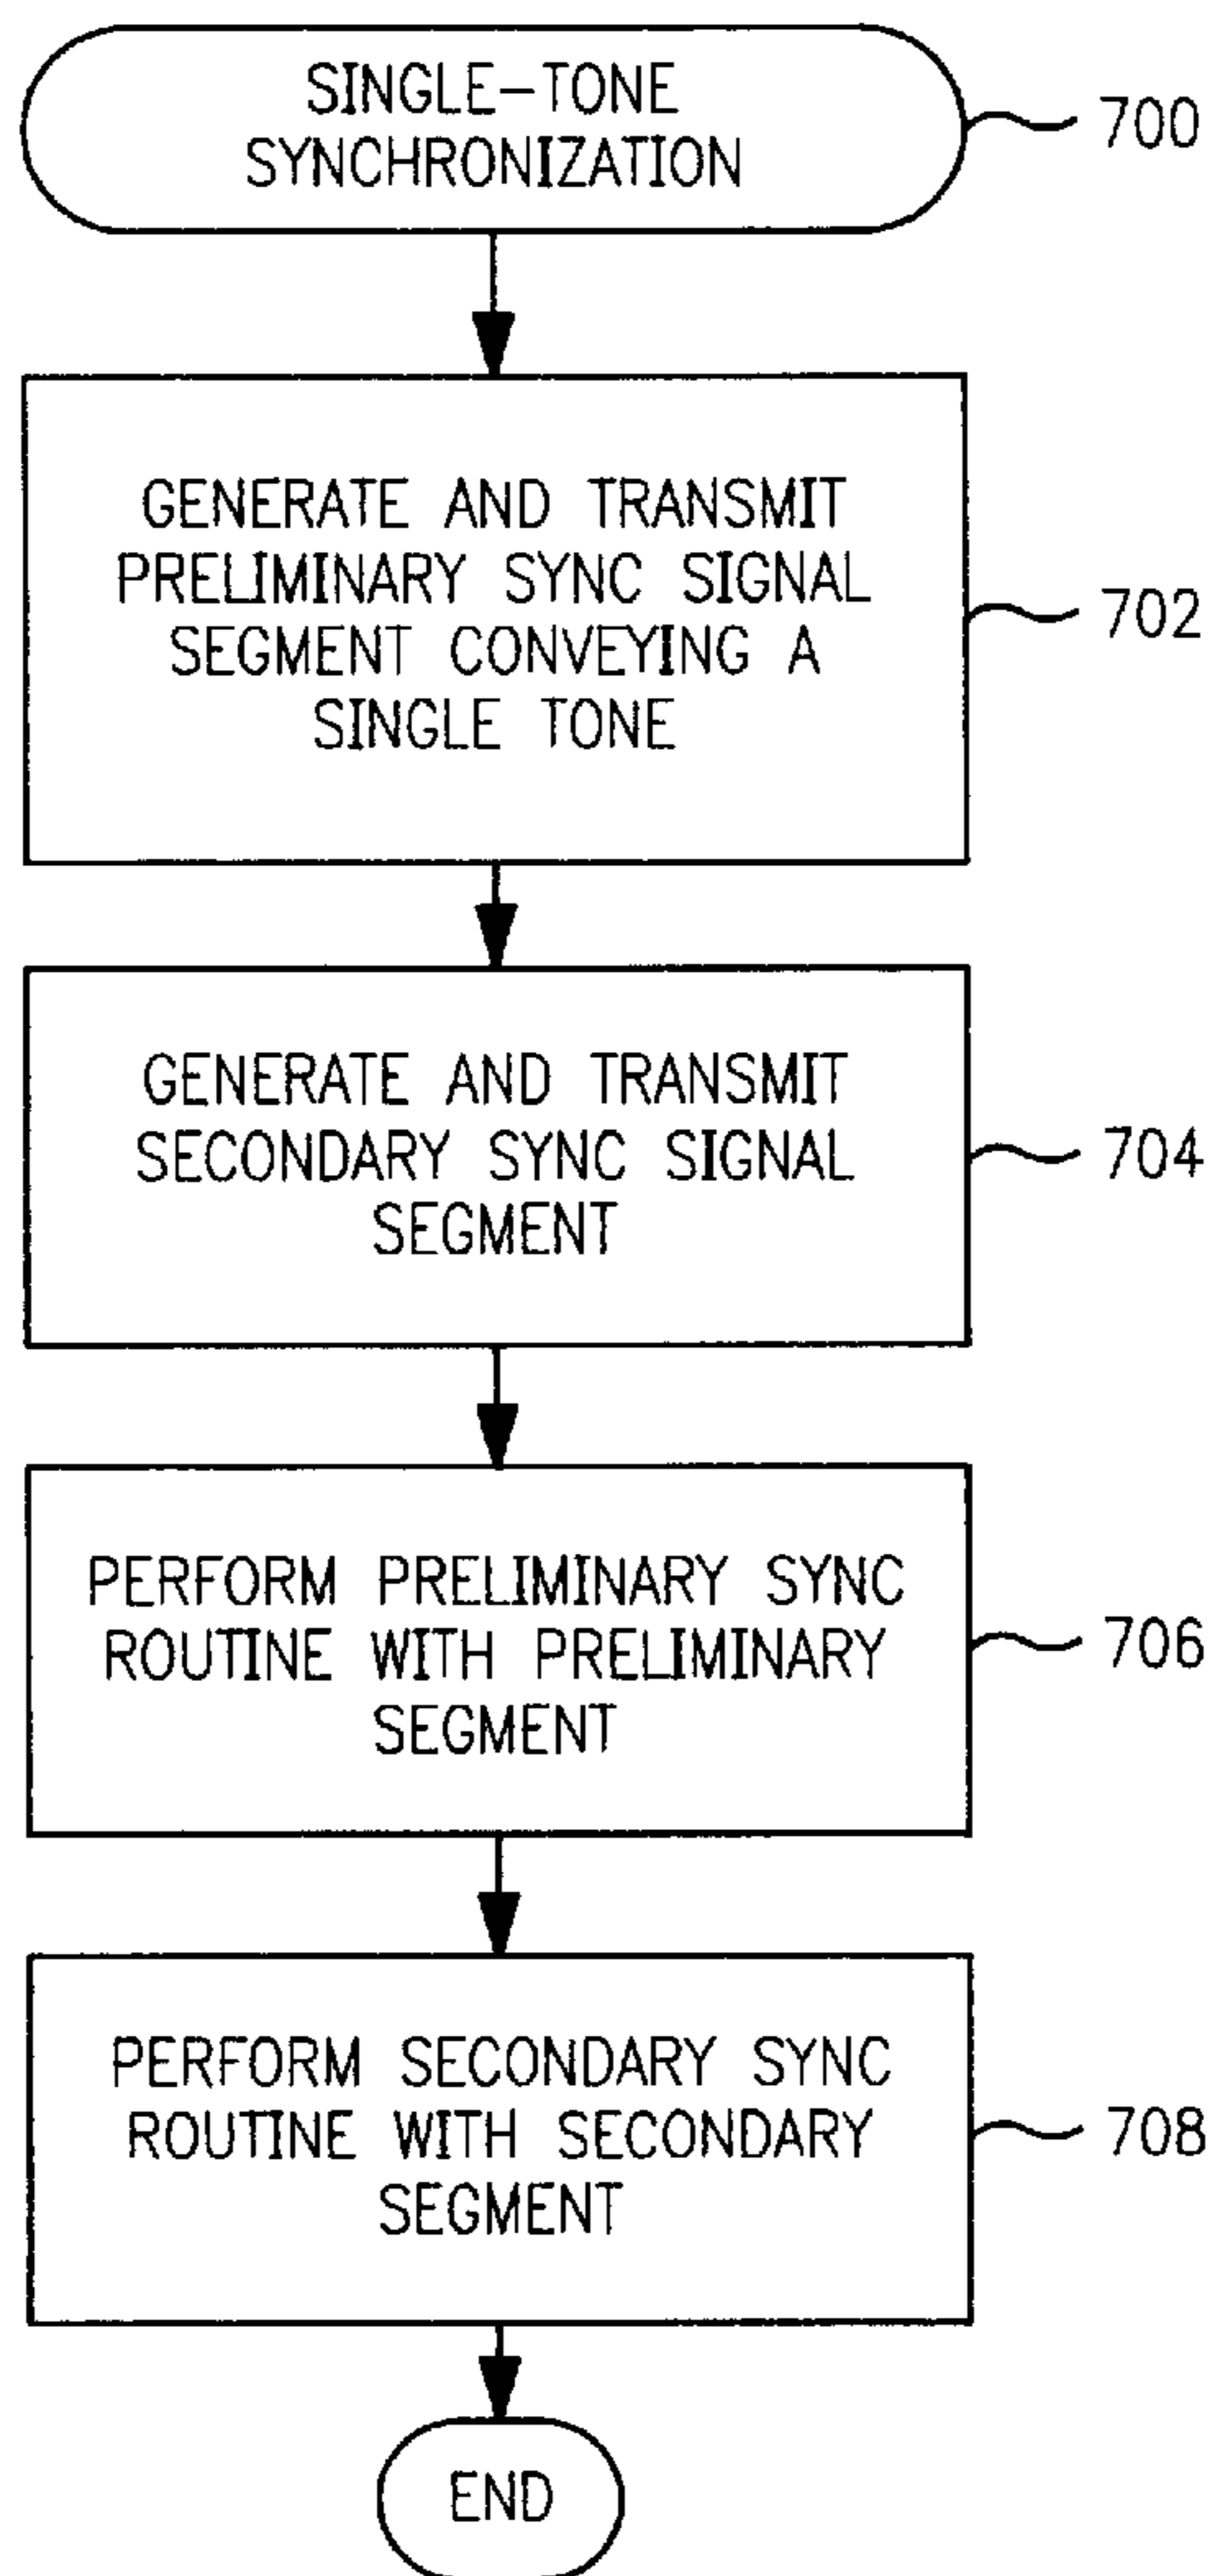 SINGLE-TONE
SYNCHRONIZATION
700
GENERATE AND TRANSMIT
PRELIMINARY SYNC SIGNAL
SEGMENT CONVEYING A
SINGLE TONE
702
GENERATE AND TRANSMIT
SECONDARY SYNC SIGNAL
SEGMENT
704
PERFORM PRELIMINARY SYNC
ROUTINE WITH PRELIMINARY
SEGMENT
706
PERFORM SECONDARY SYNC
ROUTINE WITH SECONDARY
SEGMENT
708
END